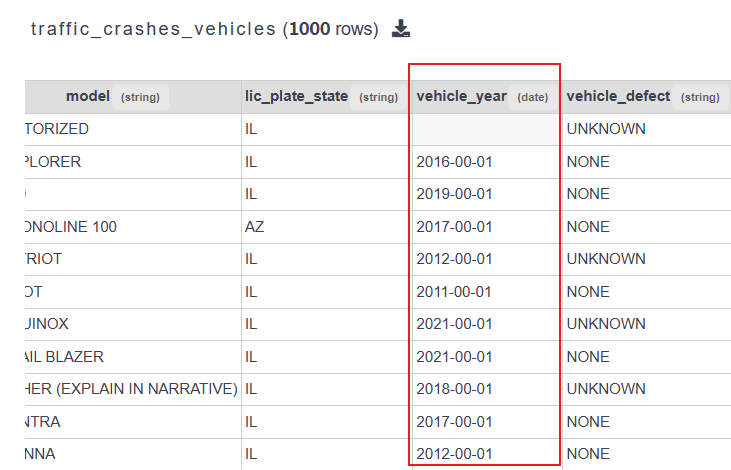 traffic_crashes_vehicles (1000 rows)
model (string) lic_plate_state (string) vehicle_year (date) vehicle_defect (string)
TORIZED IL UNKNOWN
PLORER IL 2016-00-01 NONE
IL 2019-00-01 NONE
ONOLINE 100 AZ 2017-00-01 NONE
TRIOT IL 2012-00-01 UNKNOWN
OT IL 2011-00-01 NONE
UINOX IL 2021-00-01 UNKNOWN
AIL BLAZER IL 2021-00-01 NONE
HER (EXPLAIN IN NARRATIVE) IL 2018-00-01 UNKNOWN
NTRA IL 2017-00-01 NONE
NNA IL 2012-00-01 NONE